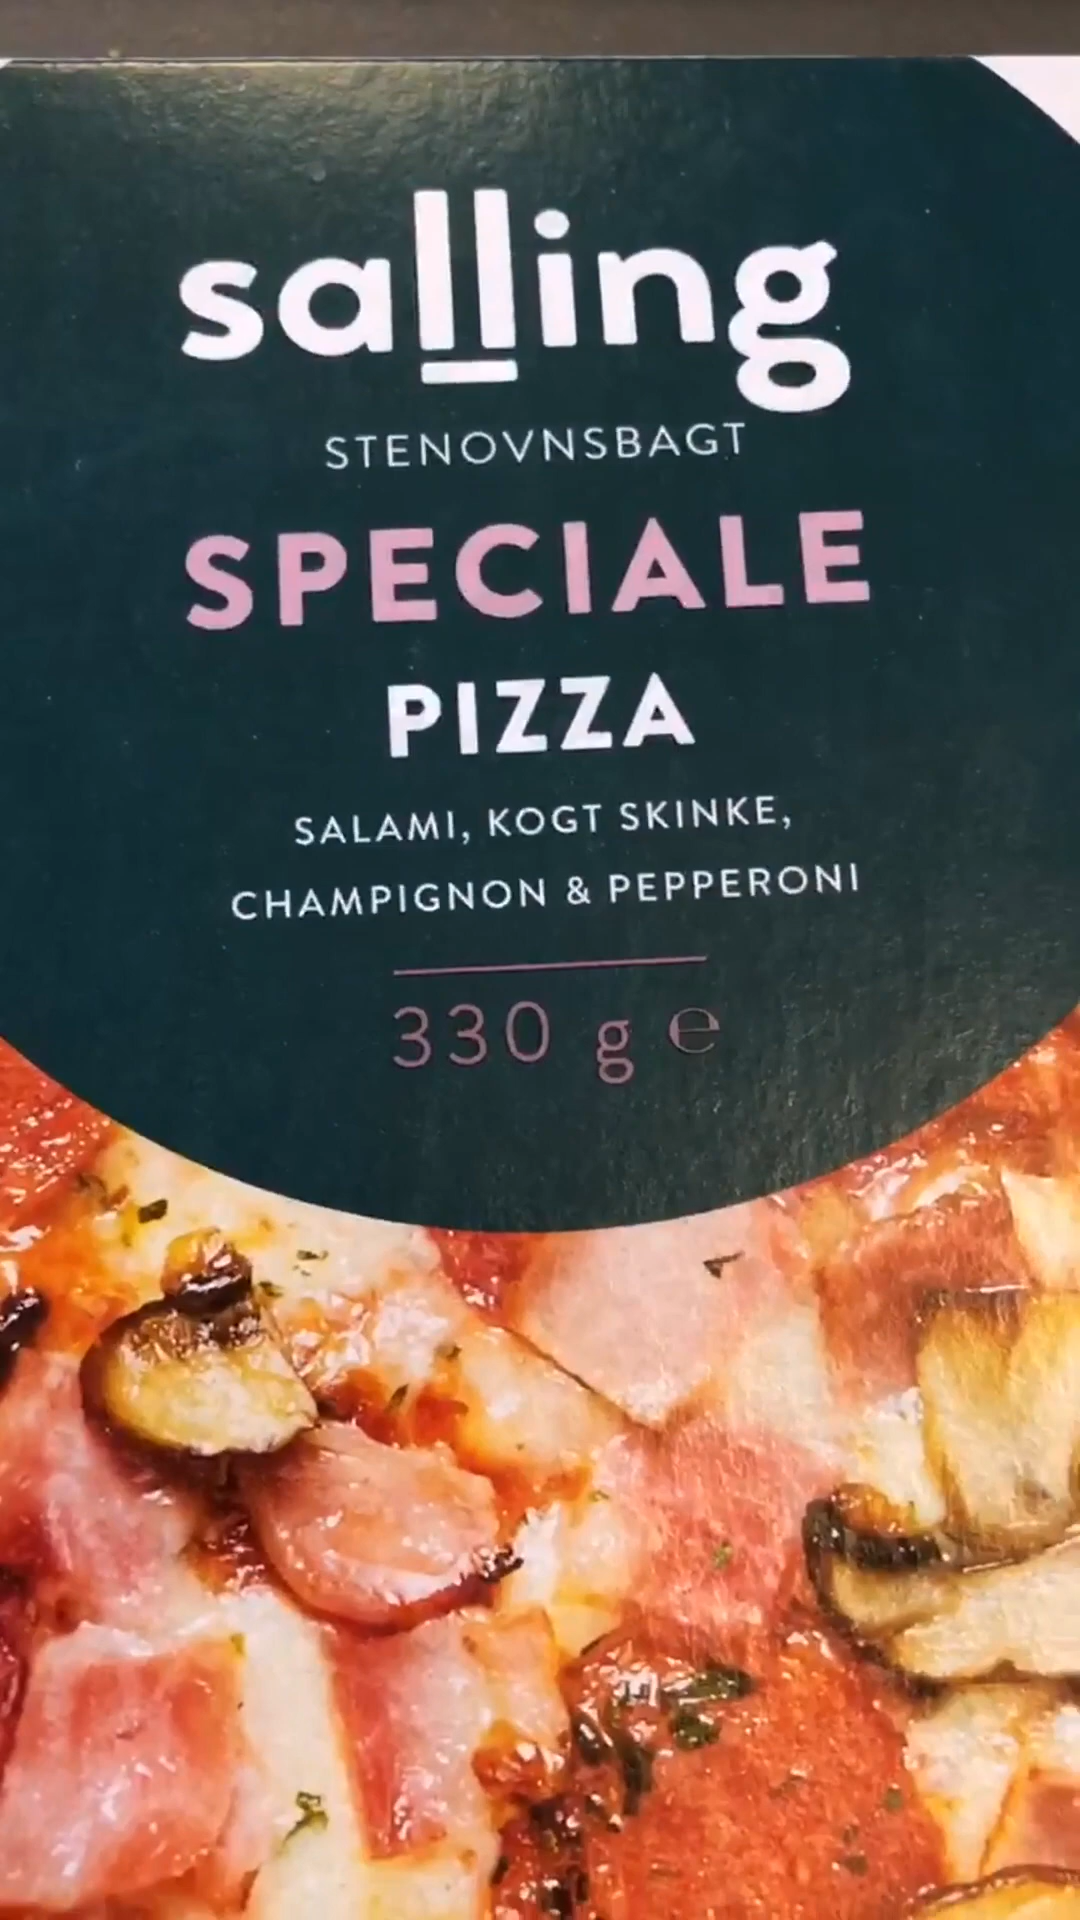 salling
STENOVNSBAGT
SPECIALE
PIZZA
SALAMI, KOGT SKINKE,
CHAMPIGNON & PEPPERONI
330 g ℮